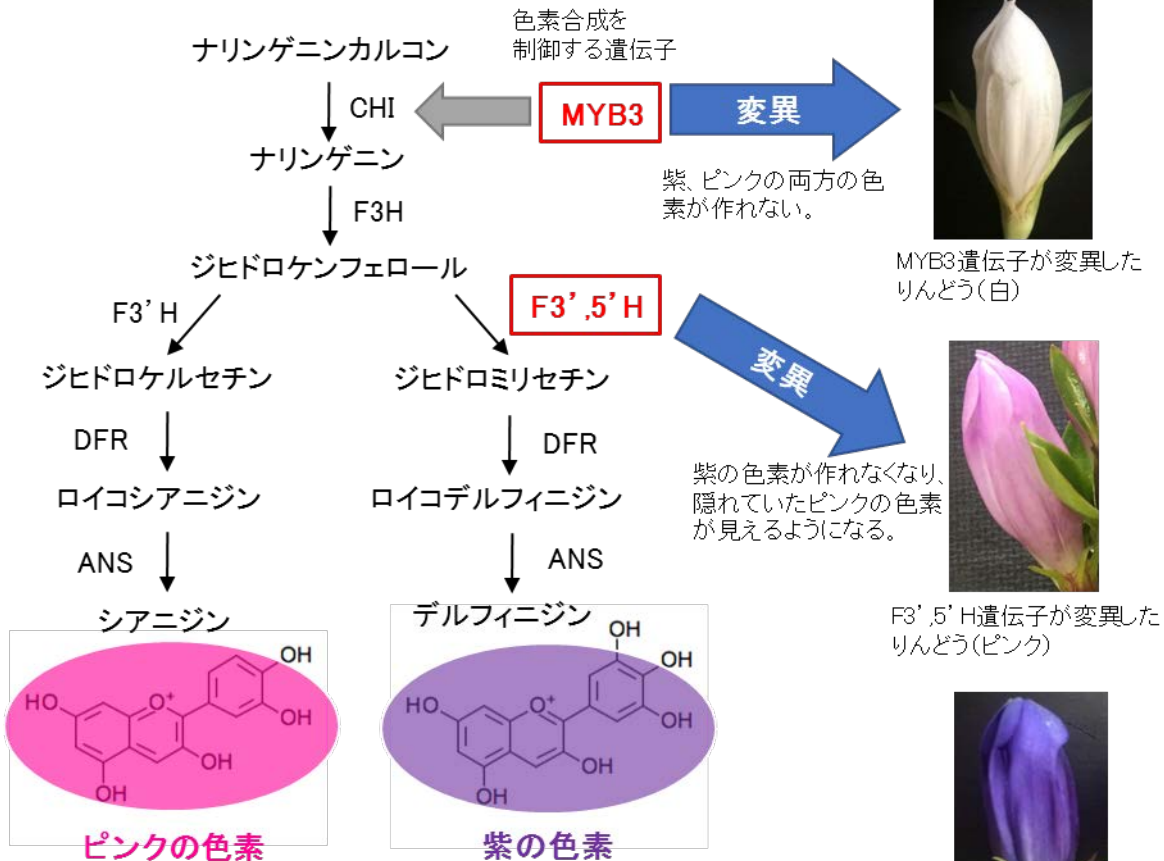 色素合成を
制御する遺伝子
ナリンゲニンカルコン
CHI
MYB3
変異
ナリンゲニン
紫、ピンクの両方の色
素が作れない。
F3H
ジヒドロケンフェロール
MYB3遺伝子が変異した
りんどう(白)
F3’H
F3’,5’H
変異
ジヒドロケルセチン
ジヒドロミリセチン
DFR
DFR
紫の色素が作れなくなり、
隠れていたピンクの色素
が見えるようになる。
ロイコシアニジン
ロイコデルフィニジン
ANS
ANS
シアニジン
デルフィニジン
F3’,5’H遺伝子が変異した
りんどう(ピンク)
OH
HO
O+
OH
OH
OH
OH
OH
HO
O+
OH
OH
OH
ピンクの色素
紫の色素